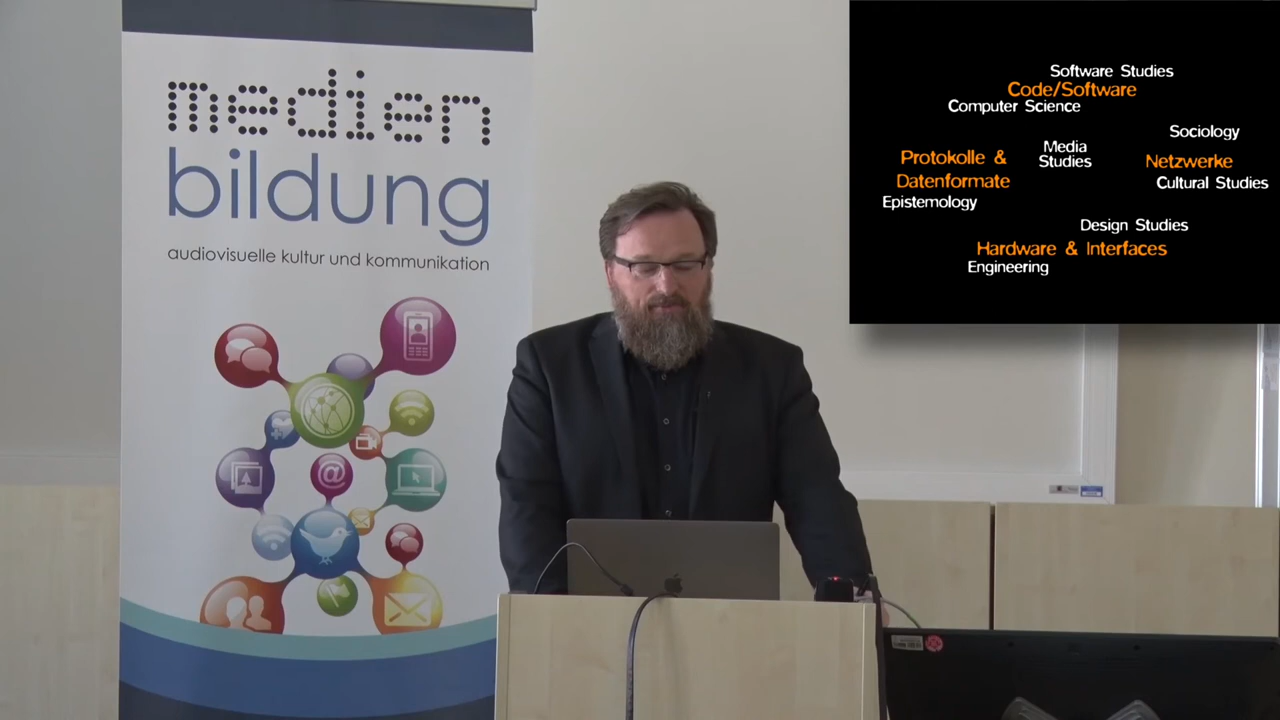 medien
bildung
audiovisuelle kultur und kommunikation
@
Software Studies
Code/Software
Computer Science
Sociology
Media
Studies
Protokolle &
Datenformate
Netzwerke
Cultural Studies
Epistemology
Design Studies
Hardware & Interfaces
Engineering